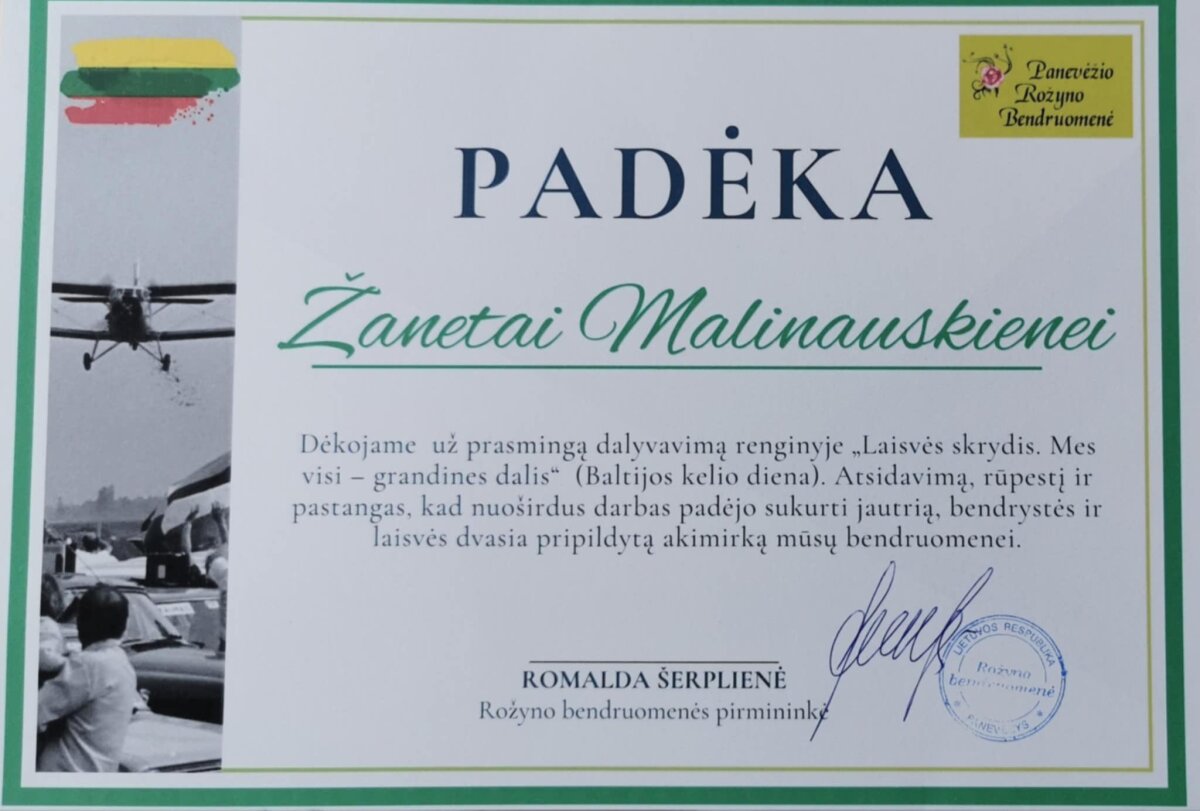 Panevėžio
Rožyno
Bendruomenė
PADĖKA
Žanetai Malinauskienei
Dėkojame už prasmingą dalyvavimą renginyje „Laisvės skrydis. Mes
visi – grandines dalis“ (Baltijos kelio diena). Atsidavimą, rūpestį ir
pastangas, kad nuoširdus darbas padėjo sukurti jautrią, bendrystės ir
laisvės dvasia pripildytą akimirką mūsų bendruomenei.
ROMALDA ŠERPLIENĖ
Rožyno bendruomenės pirmininkė
LIETUVOS RESPUBLIKA
Rožyno
bendruomenė
PANEVĖŽYS